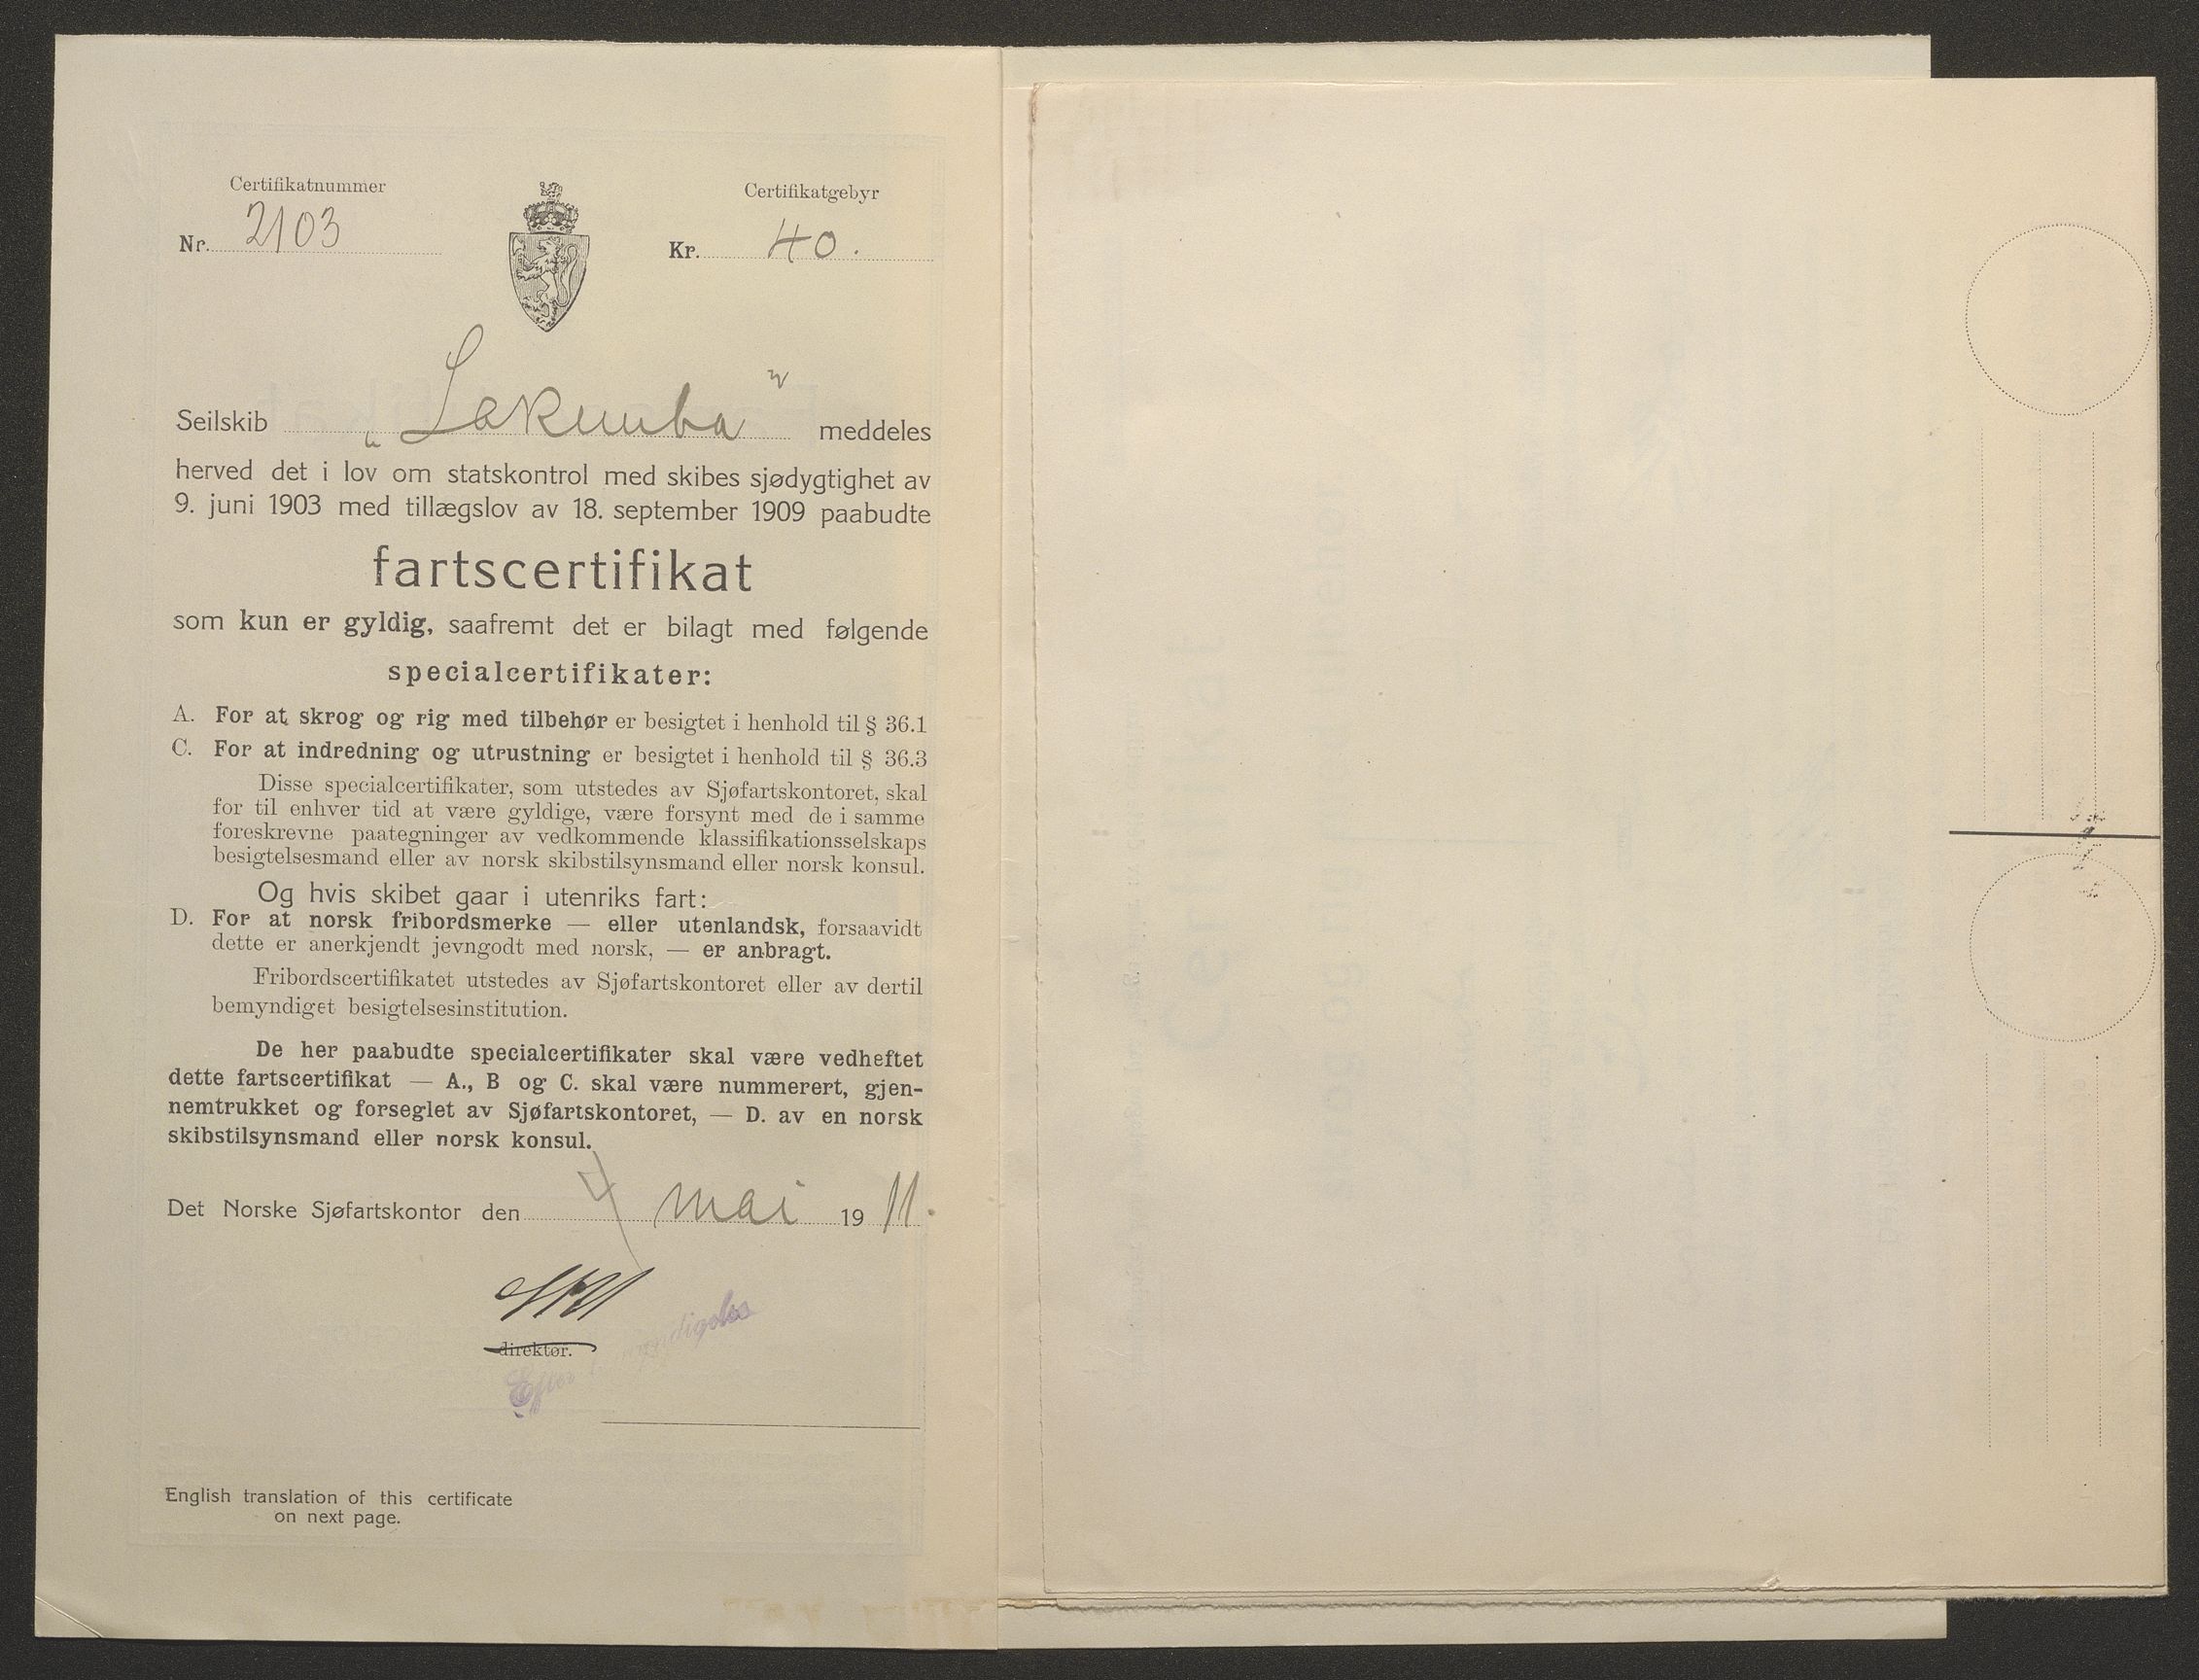 Certifikatnummer
Nr. 2103
Certifikatgebyr
Kr. 40.
Seilskib „Lakemba" meddeles
herved det i lov om statskontrol med skibes sjødygtighet av
9. juni 1903 med tillægslov av 18. september 1909 paabudte
fartscertifikat
som kun er gyldig, saafremt det er bilagt med følgende
specialcertifikater:
A. For at skrog og rig med tilbehør er besigtet i henhold til § 36.1
C. For at indredning og utrustning er besigtet i henhold til § 36.3
Disse specialcertifikater, som utstedes av Sjøfartskontoret, skal
for til enhver tid at være gyldige, være forsynt med de i samme
foreskrevne paategninger av vedkommende klassifikationsselskaps
besigtelsesmand eller av norsk skibstilsynsmand eller norsk konsul.
Og hvis skibet gaar i utenriks fart:
D. For at norsk fribordsmerke — eller utenlandsk, forsaavidt
dette er anerkjendt jevngodt med norsk, — er anbragt.
Fribordscertifikatet utstedes av Sjøfartskontoret eller av dertil
bemyndiget besigtelsesinstitution.
De her paabudte specialcertifikater skal være vedheftet
dette fartscertifikat — A., B og C. skal være nummerert, gjen-
nemtrukket og forseglet av Sjøfartskontoret, — D. av en norsk
skibstilsynsmand eller norsk konsul.
Det Norske Sjøfartskontor den 4 mai 1911.
direktør.
Efter bemyndigelse
English translation of this certificate
on next page.